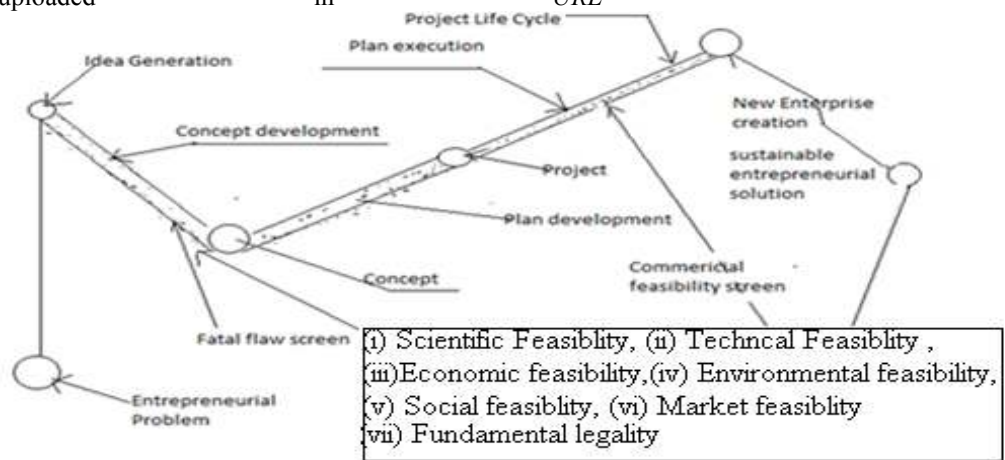 uploaded in URL
Project Life Cycle
Plan execution
Idea Generation
Concept development
New Enterprise
creation
sustainable
entrepreneurial
solution
Project
Plan development
Concept
Commericial
feasibility screen
Fatal flaw screen
Entrepreneurial
Problem
(i) Scientific Feasiblity, (ii) Techncal Feasiblity ,
(iii)Economic feasibility,(iv) Environmental feasibility,
(v) Social feasiblity, (vi) Market feasiblity
(vii) Fundamental legality